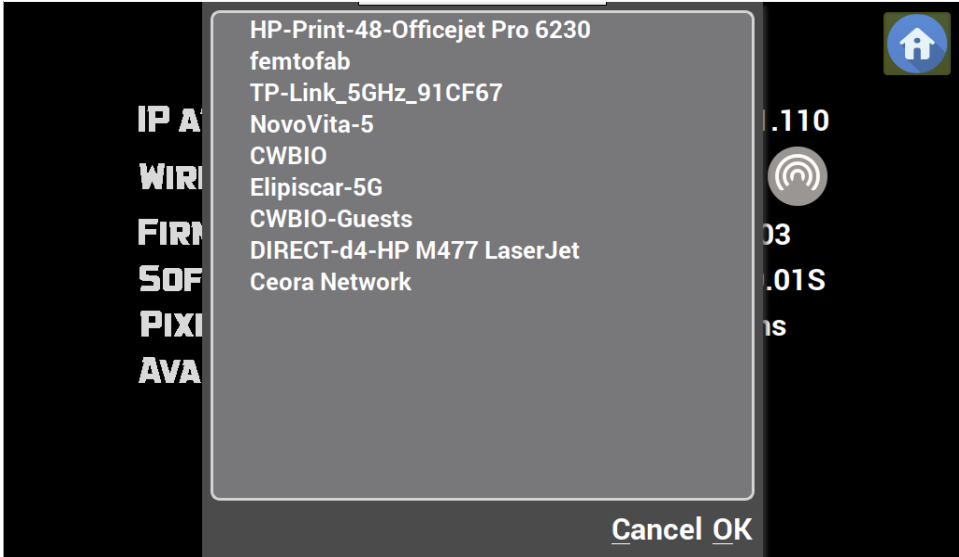 HP-Print-48-Officejet Pro 6230
femtofab
TP-Link_5GHz_91CF67
NovoVita-5
CWBIO
Elipiscar-5G
CWBIO-Guests
DIRECT-d4-HP M477 LaserJet
Ceora Network
IP A
.110
WIR
FIR
03
SOF
.01S
PIX
ns
AVA
Cancel OK